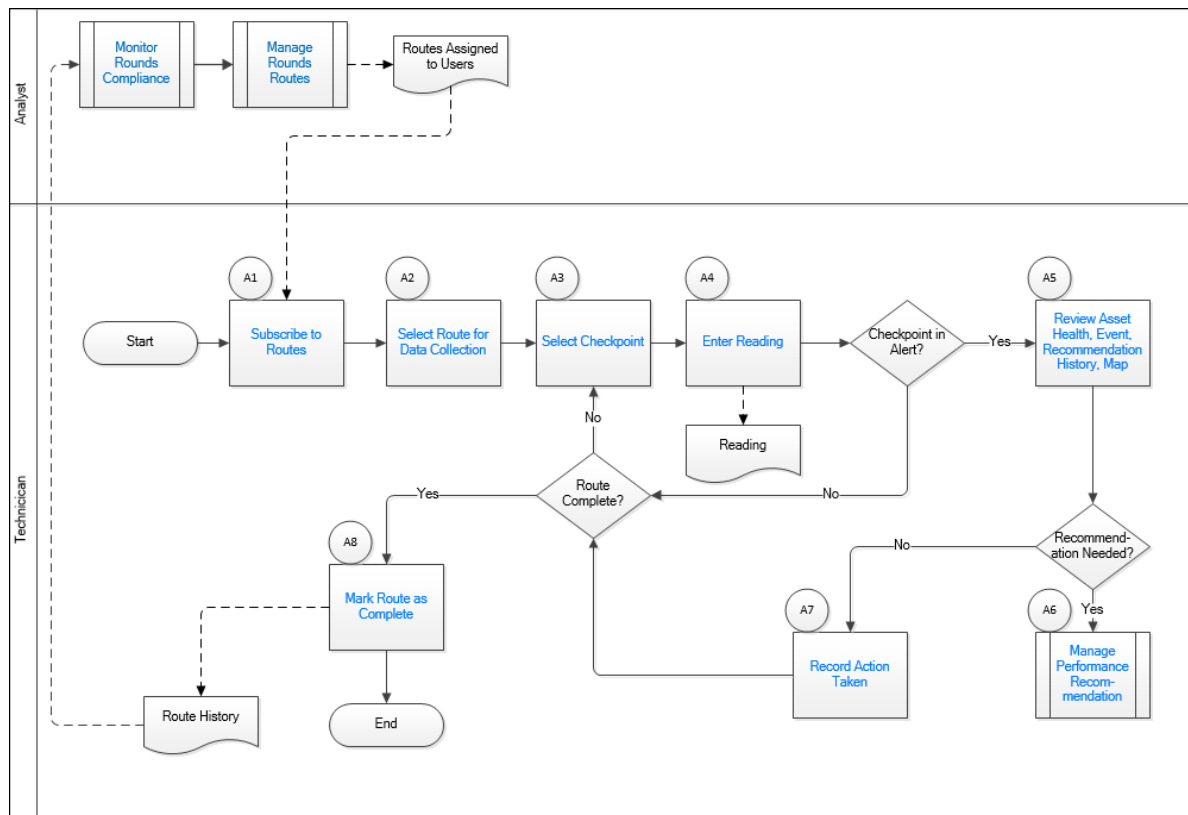 Analyst
Monitor
Rounds
Compliance
Manage
Rounds
Routes
Routes Assigned
to Users
Technicican
Start
A1
Subscribe to
Routes
A2
Select Route for
Data Collection
A3
Select Checkpoint
A4
Enter Reading
Reading
Checkpoint in
Alert?
Yes
No
A5
Review Asset
Health, Event,
Recommendation
History, Map
Recommend-
ation Needed?
No
Yes
A6
Manage
Performance
Recom-
mendation
A7
Record Action
Taken
Route
Complete?
No
Yes
A8
Mark Route as
Complete
Route History
End